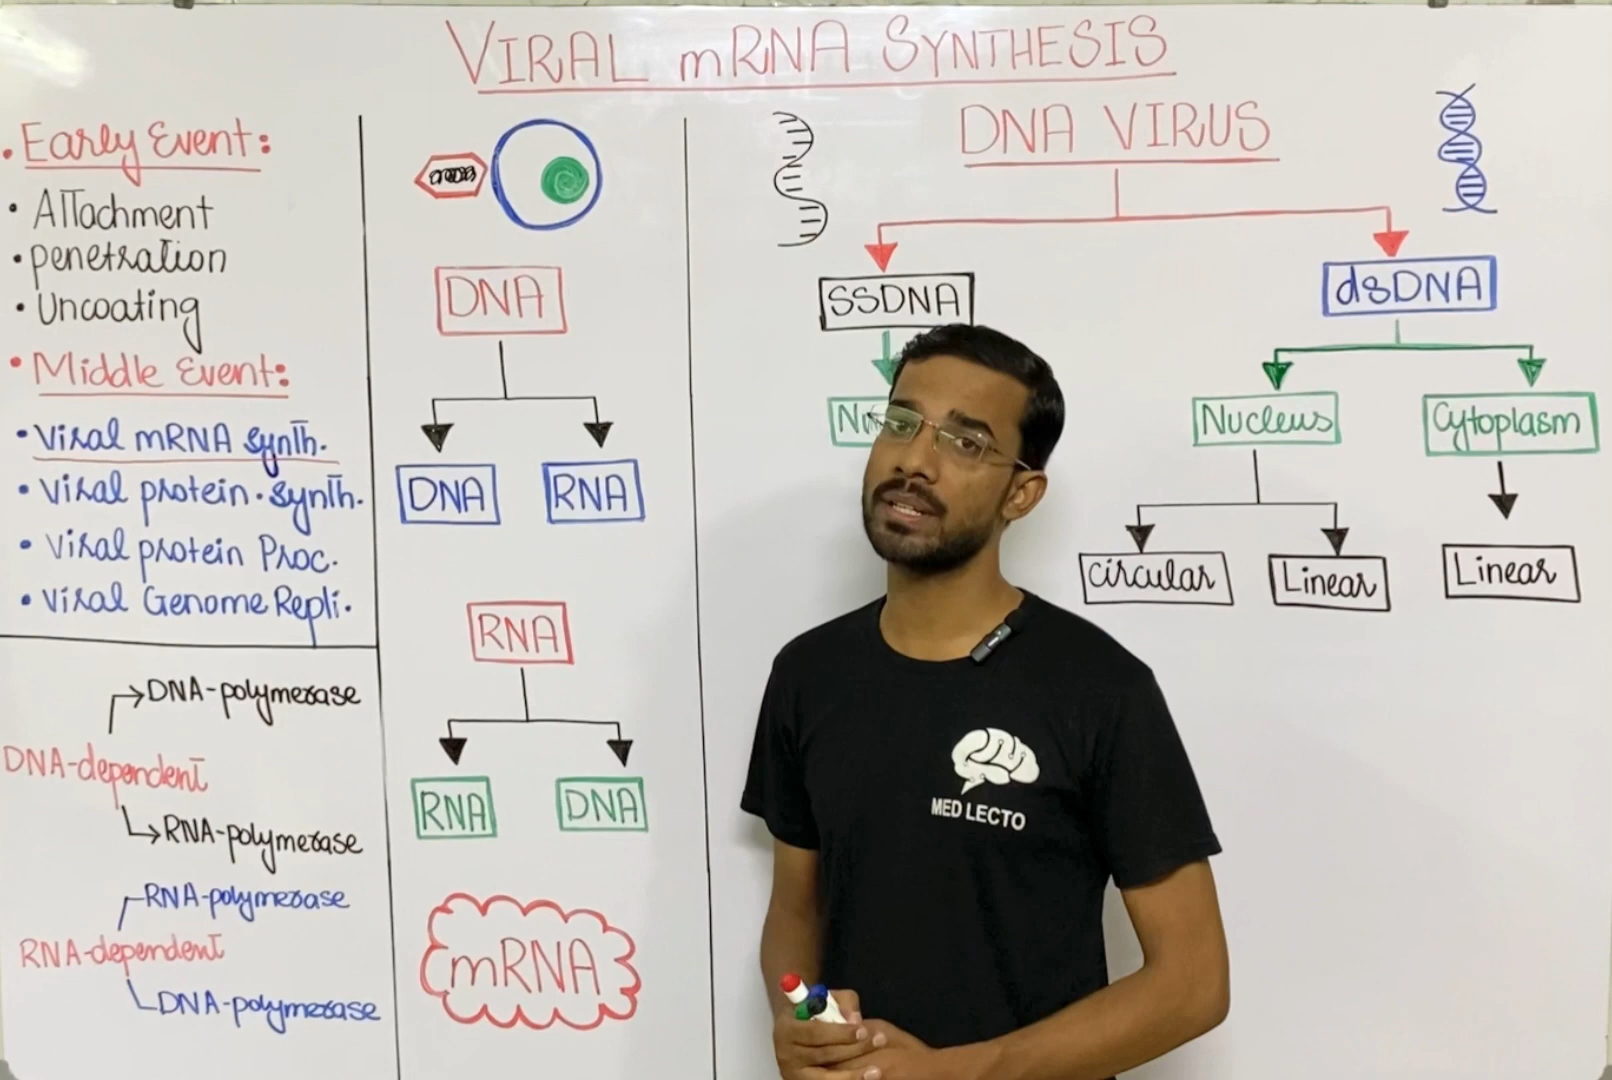 VIRAL mRNA SYNTHESIS
. Early Event:
• Attachment
• penetration
• Uncoating
• Middle Event:
• Viral mRNA Synth.
• Viral protein. synth.
• Viral protein Proc.
• Viral Genome Repli.
DNA-polymerase
DNA-dependent
RNA-polymerase
RNA-polymerase
RNA-dependent
DNA-polymerase
DNA
DNA RNA
RNA
RNA DNA
mRNA
DNA VIRUS
SSDNA dsDNA
Nucleus Cytoplasm
circular Linear Linear
MED LECTO